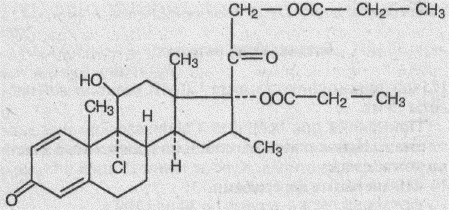 CH₂—OOC—CH₂—CH₃
CH₃ C=O
HO OOC—CH₂—CH₃
CH₃ H
CH₃
Cl H
O